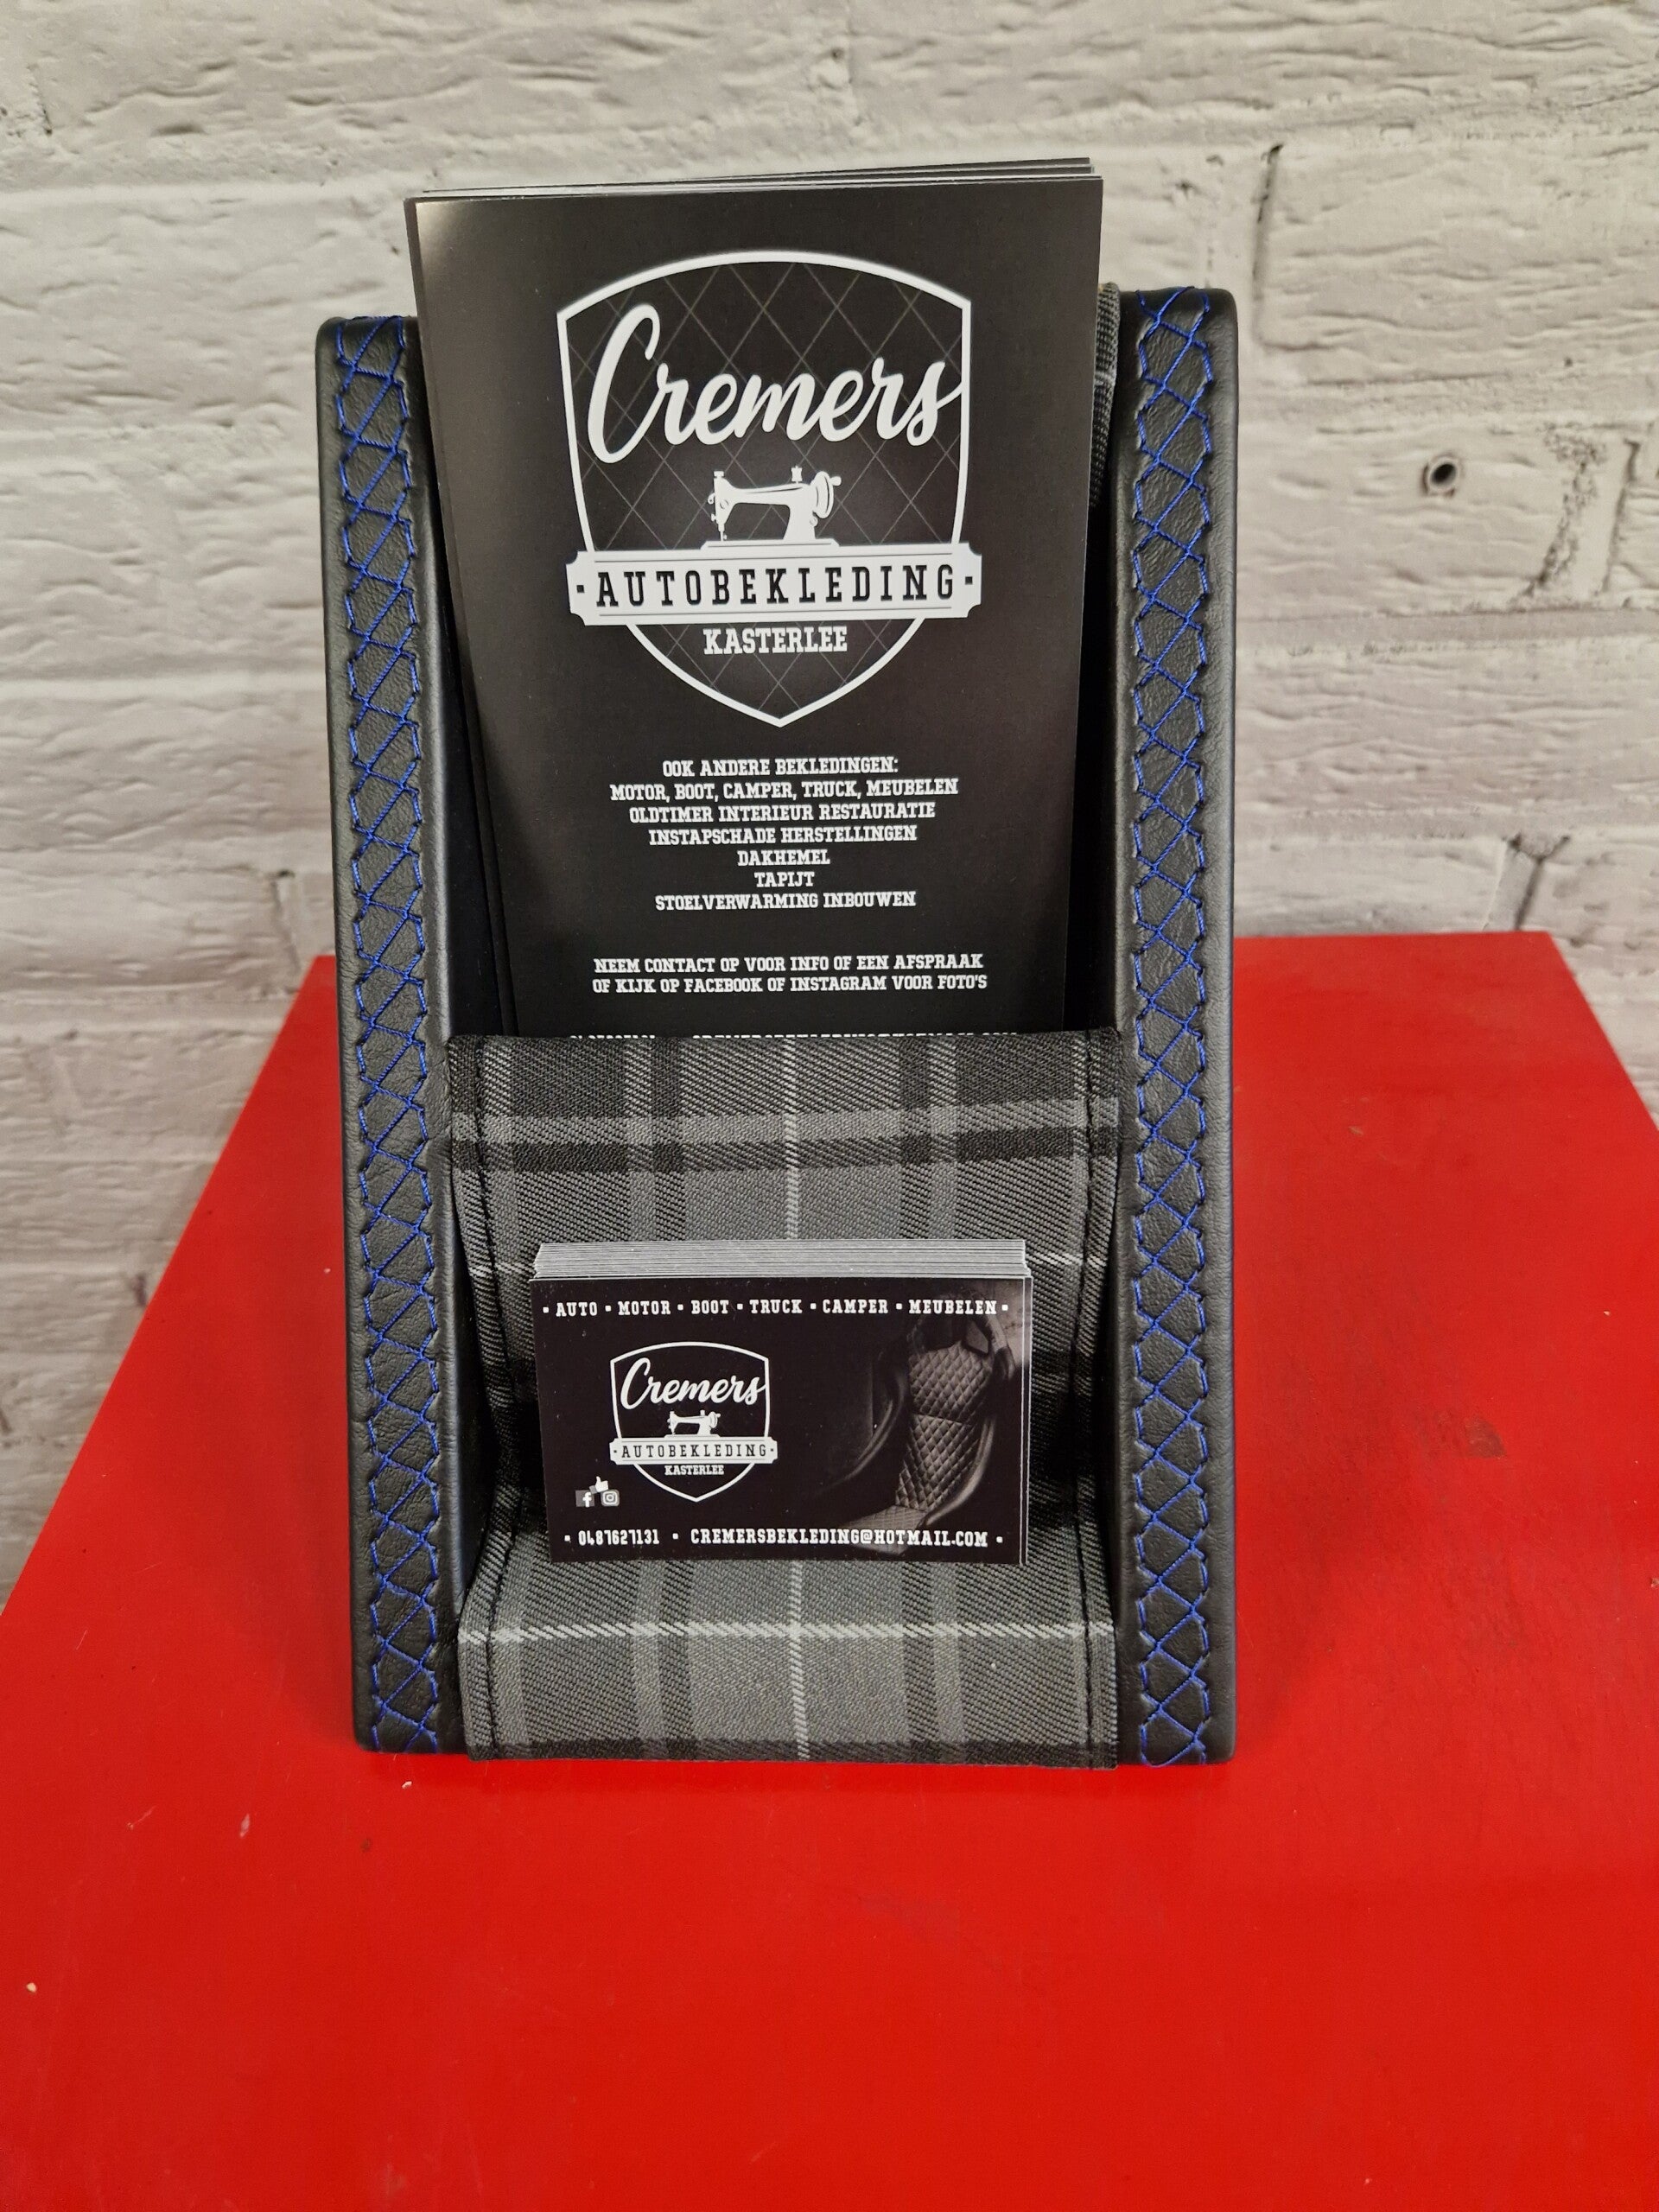 Cremers
AUTOBEKLEDING
KASTERLEE
OOK ANDERE BEKLEDINGEN:
MOTOR, BOOT, CAMPER, TRUCK, MEUBELEN
OLDTIMER INTERIEUR RESTAURATIE
INSTAPSCHADE HERSTELLINGEN
DAKHEMEL
TAPIJT
STOELVERWARMING INBOUWEN
NEEM CONTACT OP VOOR INFO OF EEN AFSPRAAK
OF KIJK OP FACEBOOK OF INSTAGRAM VOOR FOTO'S
· AUTO · MOTOR · BOOT · TRUCK · CAMPER · MEUBELEN ·
Cremers
AUTOBEKLEDING
KASTERLEE
· 0487627131 · CREMERSBEKLEDING@HOTMAIL.COM ·